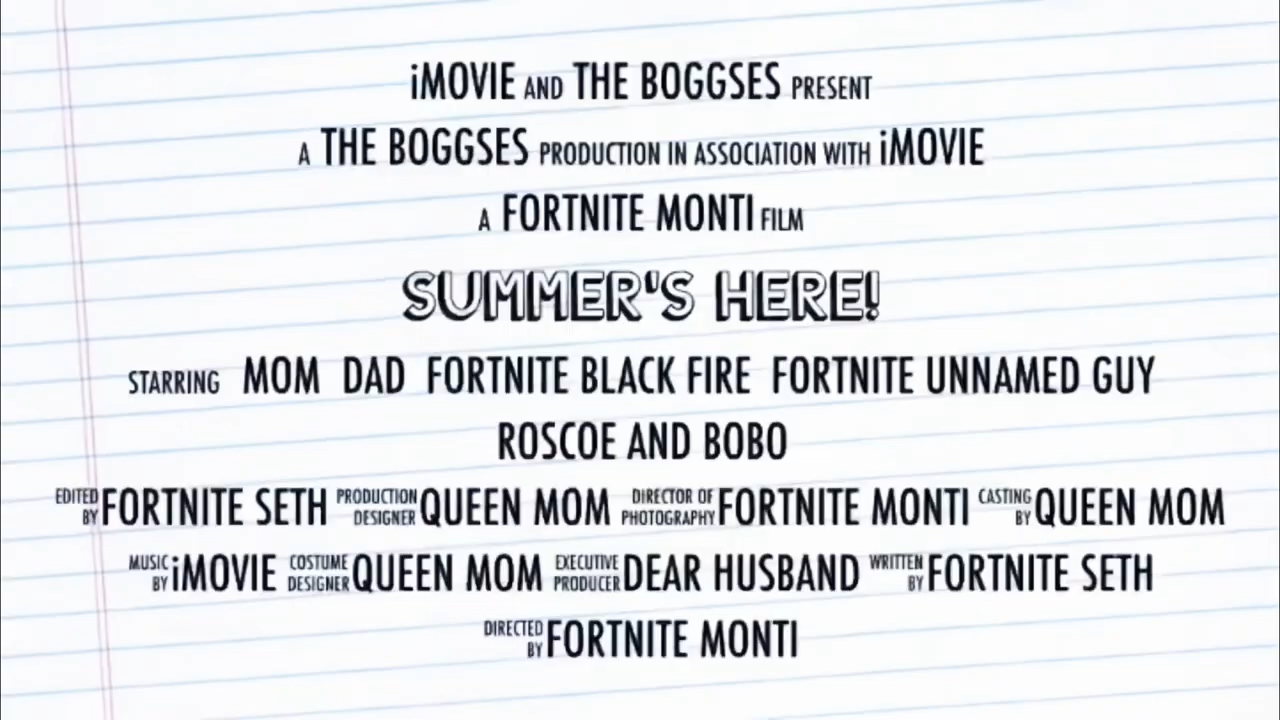 iMOVIE AND THE BOGGSES PRESENT
A THE BOGGSES PRODUCTION IN ASSOCIATION WITH iMOVIE
A FORTNITE MONTI FILM
SUMMER'S HERE!
STARRING MOM DAD FORTNITE BLACK FIRE FORTNITE UNNAMED GUY
ROSCOE AND BOBO
EDITED BY FORTNITE SETH PRODUCTION DESIGNER QUEEN MOM DIRECTOR OF PHOTOGRAPHY FORTNITE MONTI CASTING BY QUEEN MOM
MUSIC BY iMOVIE COSTUME DESIGNER QUEEN MOM EXECUTIVE PRODUCER DEAR HUSBAND WRITTEN BY FORTNITE SETH
DIRECTED BY FORTNITE MONTI